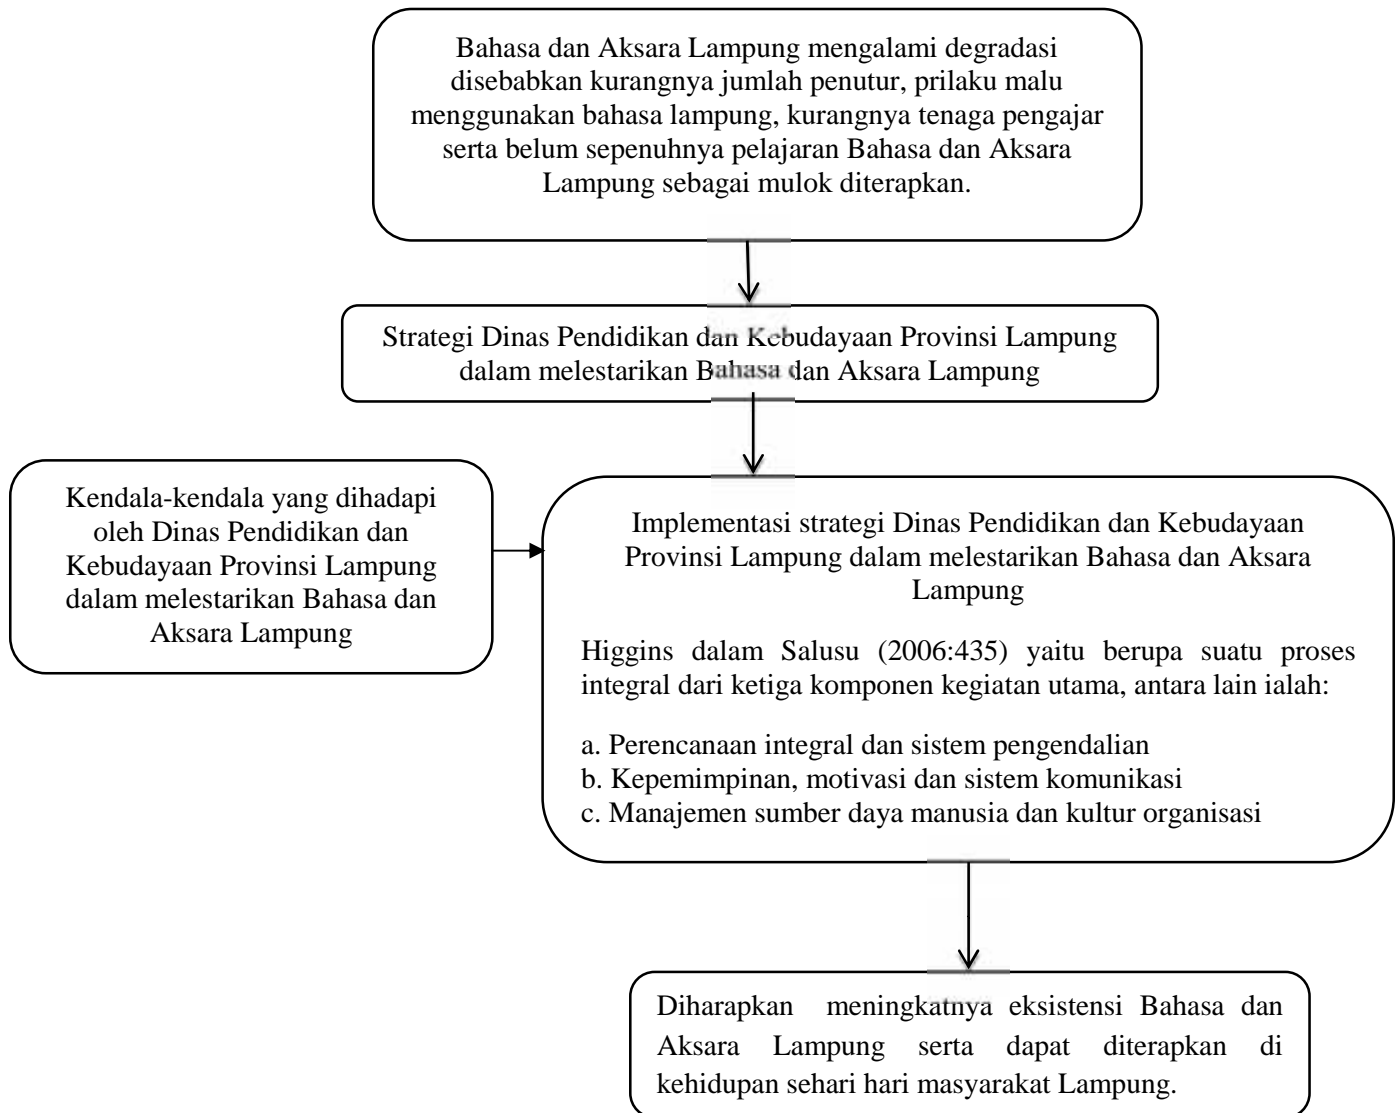 Bahasa dan Aksara Lampung mengalami degradasi
disebabkan kurangnya jumlah penutur, prilaku malu
menggunakan bahasa lampung, kurangnya tenaga pengajar
serta belum sepenuhnya pelajaran Bahasa dan Aksara
Lampung sebagai mulok diterapkan.
Strategi Dinas Pendidikan dan Kebudayaan Provinsi Lampung
dalam melestarikan Bahasa dan Aksara Lampung
Kendala-kendala yang dihadapi
oleh Dinas Pendidikan dan
Kebudayaan Provinsi Lampung
dalam melestarikan Bahasa dan
Aksara Lampung
Implementasi strategi Dinas Pendidikan dan Kebudayaan
Provinsi Lampung dalam melestarikan Bahasa dan Aksara
Lampung
Higgins dalam Salusu (2006:435) yaitu berupa suatu proses
integral dari ketiga komponen kegiatan utama, antara lain ialah:
a. Perencanaan integral dan sistem pengendalian
b. Kepemimpinan, motivasi dan sistem komunikasi
c. Manajemen sumber daya manusia dan kultur organisasi
Diharapkan meningkatnya eksistensi Bahasa dan
Aksara Lampung serta dapat diterapkan di
kehidupan sehari hari masyarakat Lampung.